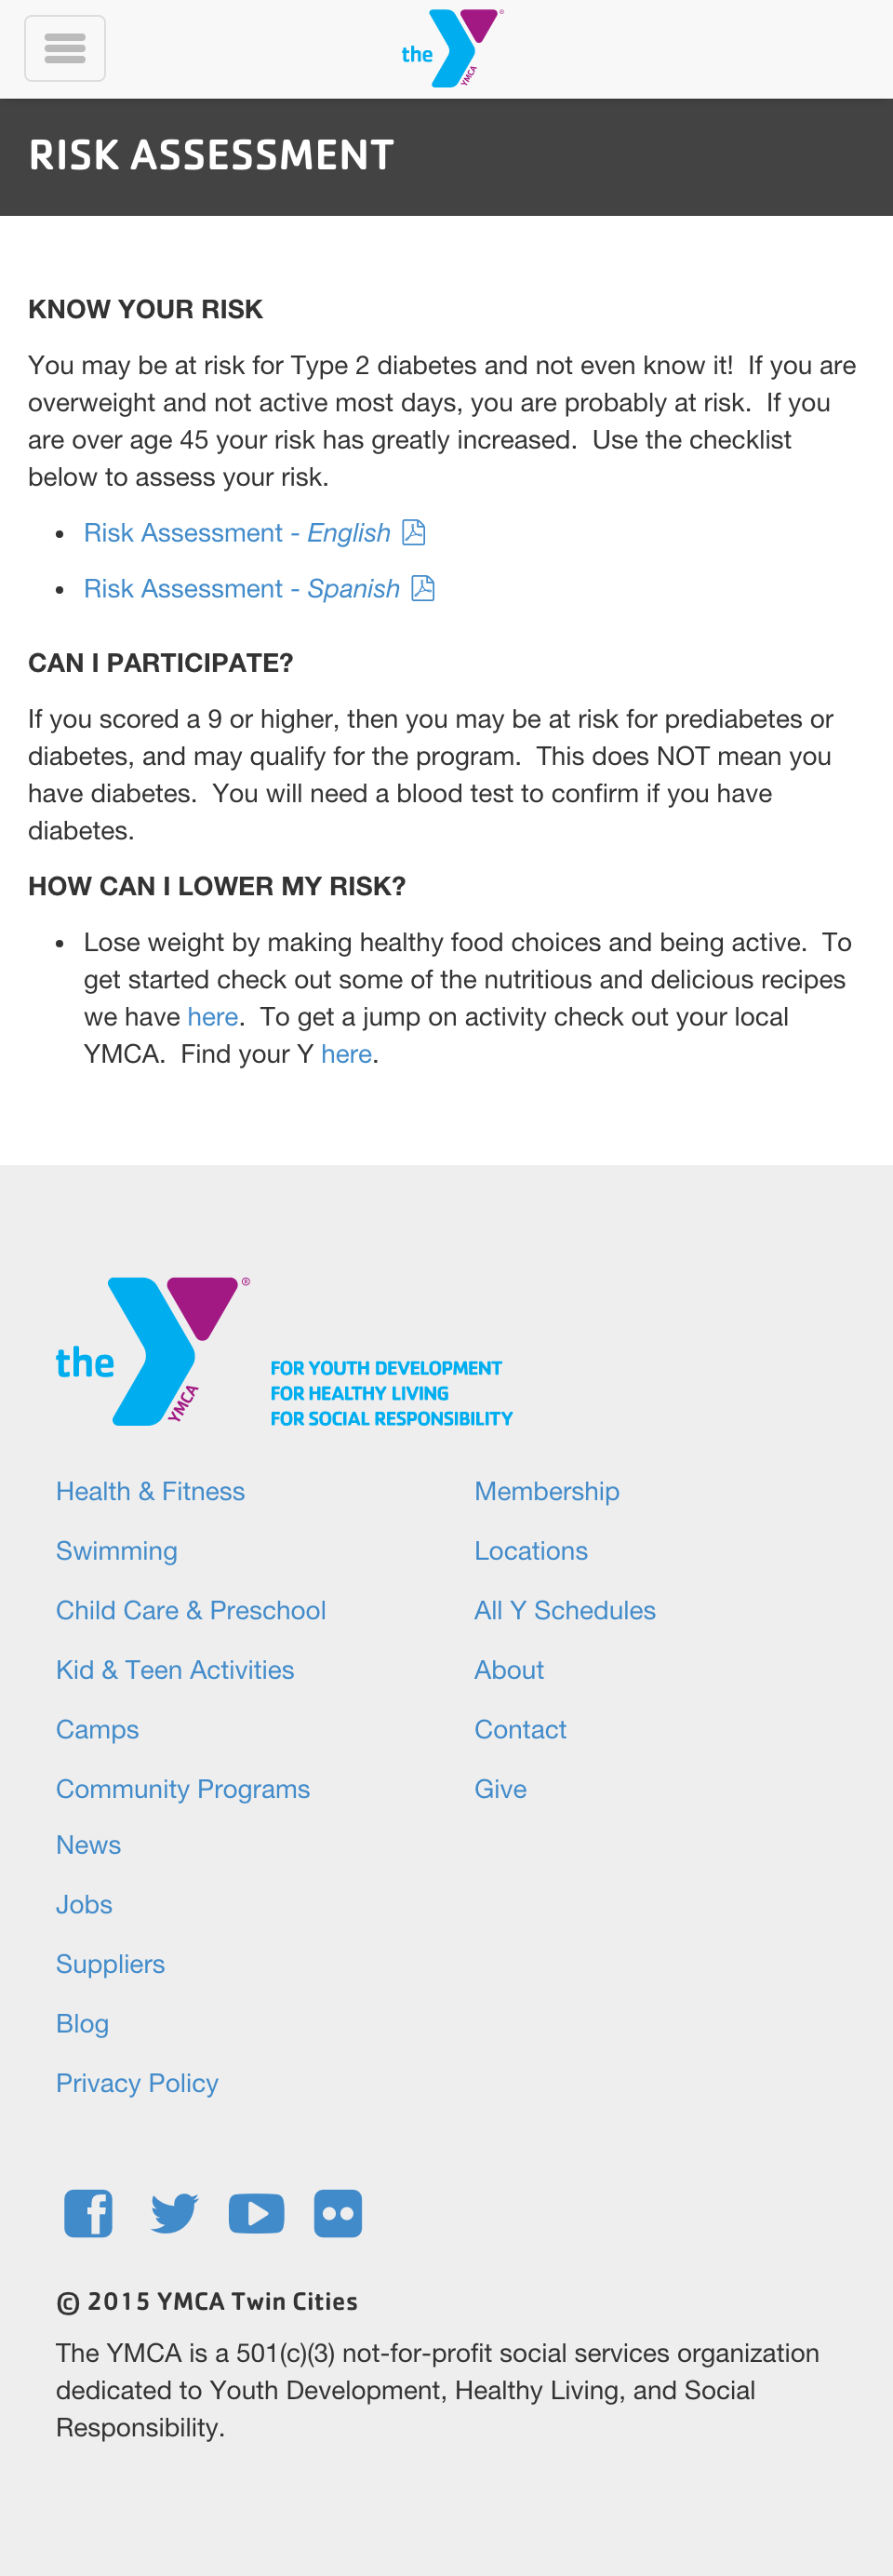 the YMCA ®
RISK ASSESSMENT
KNOW YOUR RISK
You may be at risk for Type 2 diabetes and not even know it!  If you are
overweight and not active most days, you are probably at risk.  If you
are over age 45 your risk has greatly increased.  Use the checklist
below to assess your risk.
• Risk Assessment - English
• Risk Assessment - Spanish
CAN I PARTICIPATE?
If you scored a 9 or higher, then you may be at risk for prediabetes or
diabetes, and may qualify for the program.  This does NOT mean you
have diabetes.  You will need a blood test to confirm if you have
diabetes.
HOW CAN I LOWER MY RISK?
• Lose weight by making healthy food choices and being active.  To
get started check out some of the nutritious and delicious recipes
we have here.  To get a jump on activity check out your local
YMCA.  Find your Y here.
the YMCA ®
FOR YOUTH DEVELOPMENT
FOR HEALTHY LIVING
FOR SOCIAL RESPONSIBILITY
Health & Fitness
Swimming
Child Care & Preschool
Kid & Teen Activities
Camps
Community Programs
Membership
Locations
All Y Schedules
About
Contact
Give
News
Jobs
Suppliers
Blog
Privacy Policy
© 2015 YMCA Twin Cities
The YMCA is a 501(c)(3) not-for-profit social services organization
dedicated to Youth Development, Healthy Living, and Social
Responsibility.